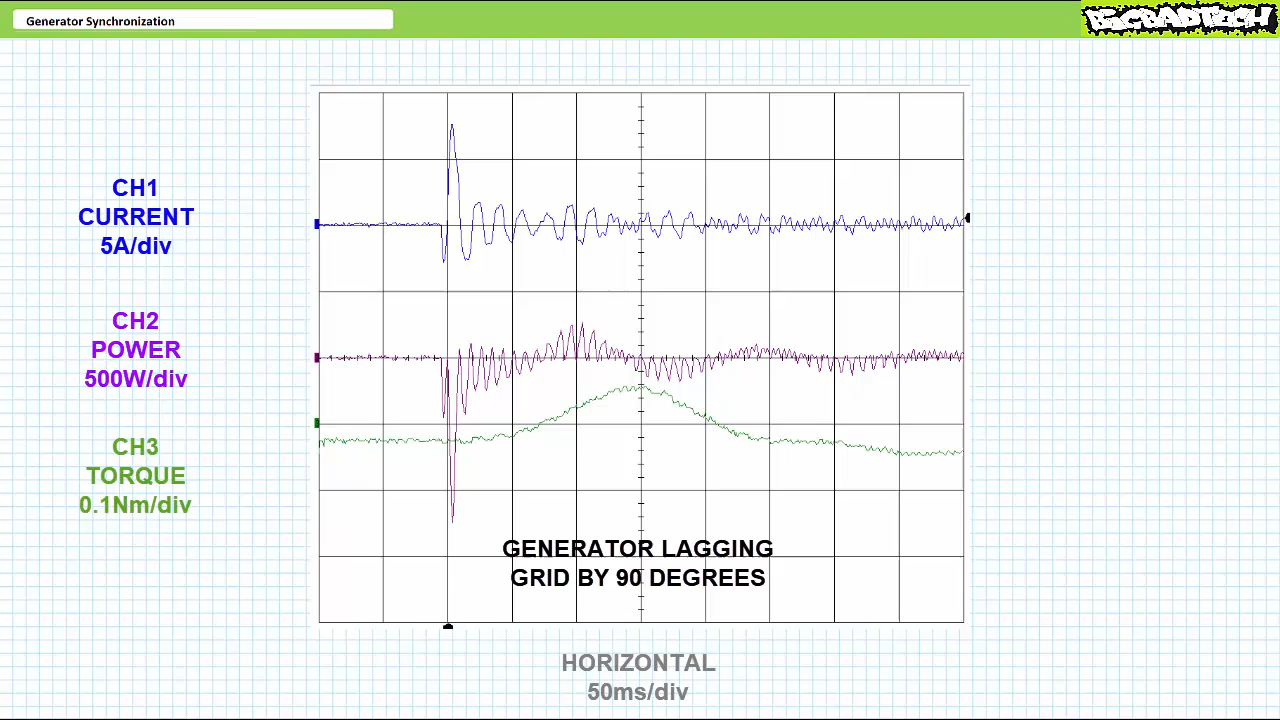 Generator Synchronization
BIGBADTECH
CH1
CURRENT
5A/div
CH2
POWER
500W/div
CH3
TORQUE
0.1Nm/div
GENERATOR LAGGING
GRID BY 90 DEGREES
HORIZONTAL
50ms/div